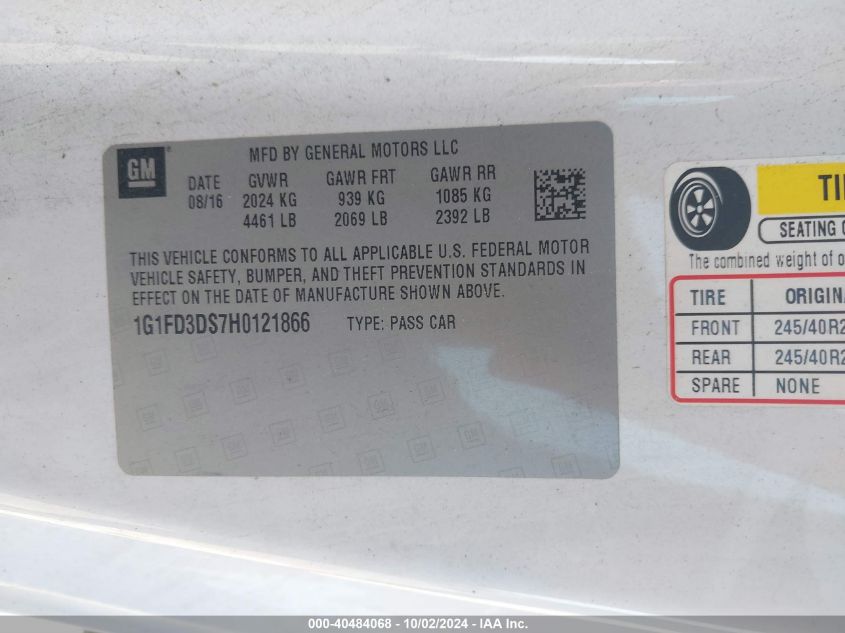 GM
MFD BY GENERAL MOTORS LLC
DATE GVWR GAWR FRT GAWR RR
08/16 2024 KG 939 KG 1085 KG
4461 LB 2069 LB 2392 LB
THIS VEHICLE CONFORMS TO ALL APPLICABLE U.S. FEDERAL MOTOR
VEHICLE SAFETY, BUMPER, AND THEFT PREVENTION STANDARDS IN
EFFECT ON THE DATE OF MANUFACTURE SHOWN ABOVE.
1G1FD3DS7H0121866 TYPE: PASS CAR
SEATING
The combined weight of
TIRE
FRONT 245/40R2
REAR 245/40R2
SPARE NONE
000-40484068 - 10/02/2024 - IAA Inc.